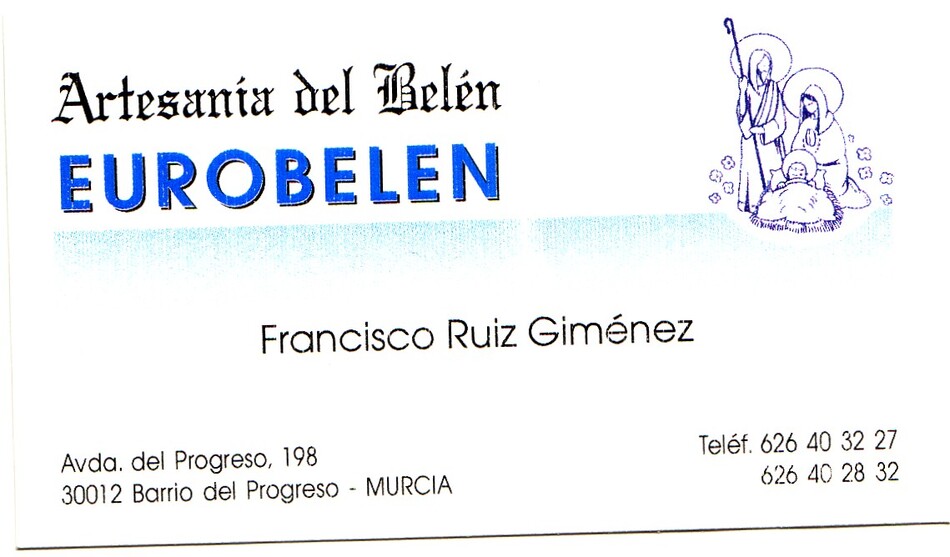 Artesanía del Belén
EUROBELEN
Francisco Ruiz Giménez
Avda. del Progreso, 198
30012 Barrio del Progreso - MURCIA
Teléf. 626 40 32 27
626 40 28 32